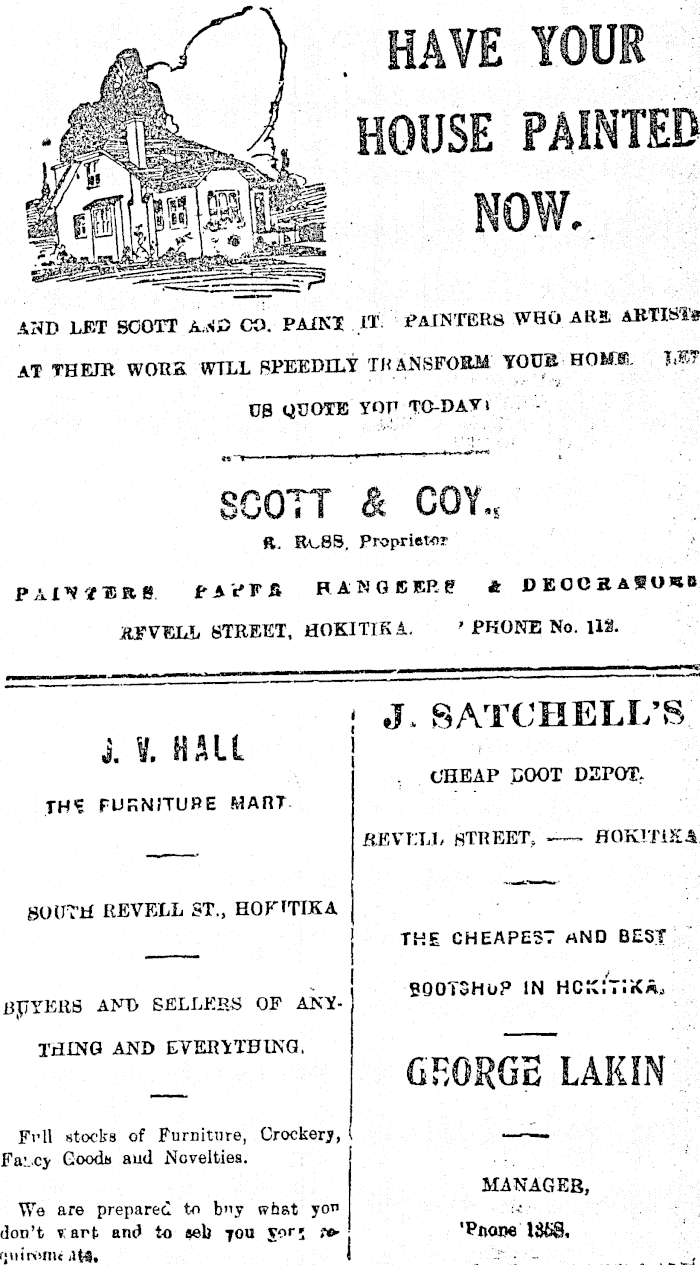 HAVE YOUR
HOUSE PAINTED
NOW.
AND LET SCOTT AND CO. PAINT IT. PAINTERS WHO ARE ARTISTS
AT THEIR WORK WILL SPEEDILY TRANSFORM YOUR HOME. LET
US QUOTE YOU TO-DAY!
SCOTT & COY.,
R. ROSS, Proprietor
PAINTERS PAPER HANGERS & DECORATORS
REVELL STREET, HOKITIKA. 'PHONE No. 112.
J. V. HALL
THE FURNITURE MART.
SOUTH REVELL ST., HOKITIKA
BUYERS AND SELLERS OF ANY-
THING AND EVERYTHING.
Full stocks of Furniture, Crockery,
Fancy Goods and Novelties.
We are prepared to buy what you
don't want and to sell you your re-
quirements.
J. SATCHELL'S
CHEAP BOOT DEPOT.
REVELL STREET, — HOKITIKA
THE CHEAPEST AND BEST
BOOTSHOP IN HOKITIKA.
GEORGE LAKIN
MANAGER,
'Phone